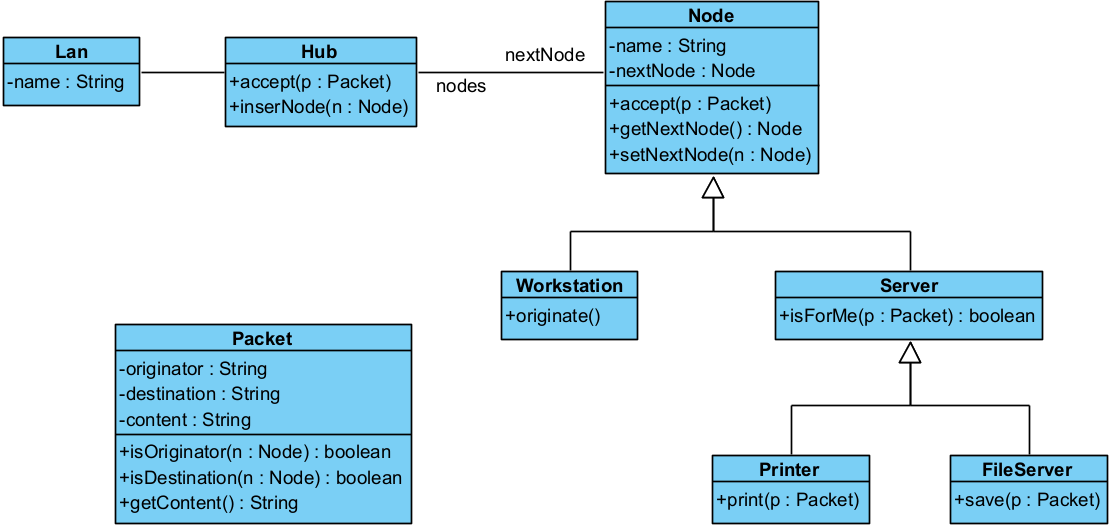 Lan
-name : String
Hub
+accept(p : Packet)
+inserNode(n : Node)
nextNode
nodes
Node
-name : String
-nextNode : Node
+accept(p : Packet)
+getNextNode() : Node
+setNextNode(n : Node)
Workstation
+originate()
Server
+isForMe(p : Packet) : boolean
Packet
-originator : String
-destination : String
-content : String
+isOriginator(n : Node) : boolean
+isDestination(n : Node) : boolean
+getContent() : String
Printer
+print(p : Packet)
FileServer
+save(p : Packet)